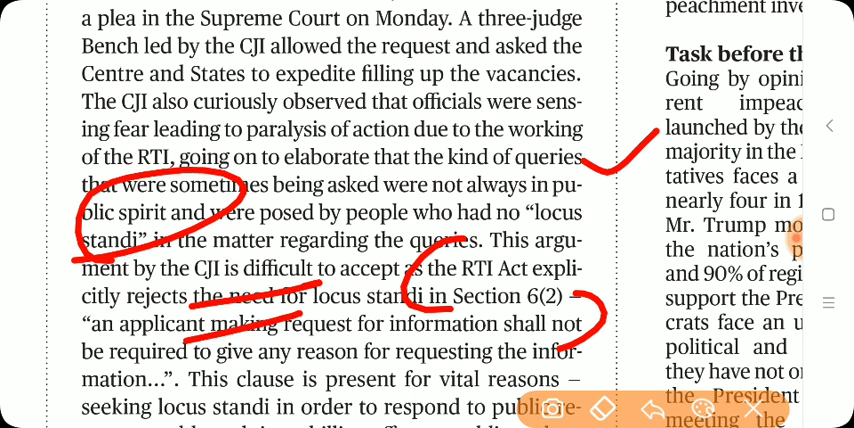 a plea in the Supreme Court on Monday. A three-judge
Bench led by the CJI allowed the request and asked the
Centre and States to expedite filling up the vacancies.
The CJI also curiously observed that officials were sens-
ing fear leading to paralysis of action due to the working
of the RTI, going on to elaborate that the kind of queries
that were sometimes being asked were not always in pu-
blic spirit and were posed by people who had no “locus
standi” in the matter regarding the queries. This argu-
ment by the CJI is difficult to accept as the RTI Act expli-
citly rejects the need for locus standi in Section 6(2) –
“an applicant making request for information shall not
be required to give any reason for requesting the infor-
mation...”. This clause is present for vital reasons –
seeking locus standi in order to respond to public re-
peachment inve
Task before th
Going by opini
rent impeac
launched by the
majority in the
tatives faces a
nearly four in 1
Mr. Trump mo
the nation's p
and 90% of regi
support the Pre
crats face an u
political and
they have not o
the President
meeting the